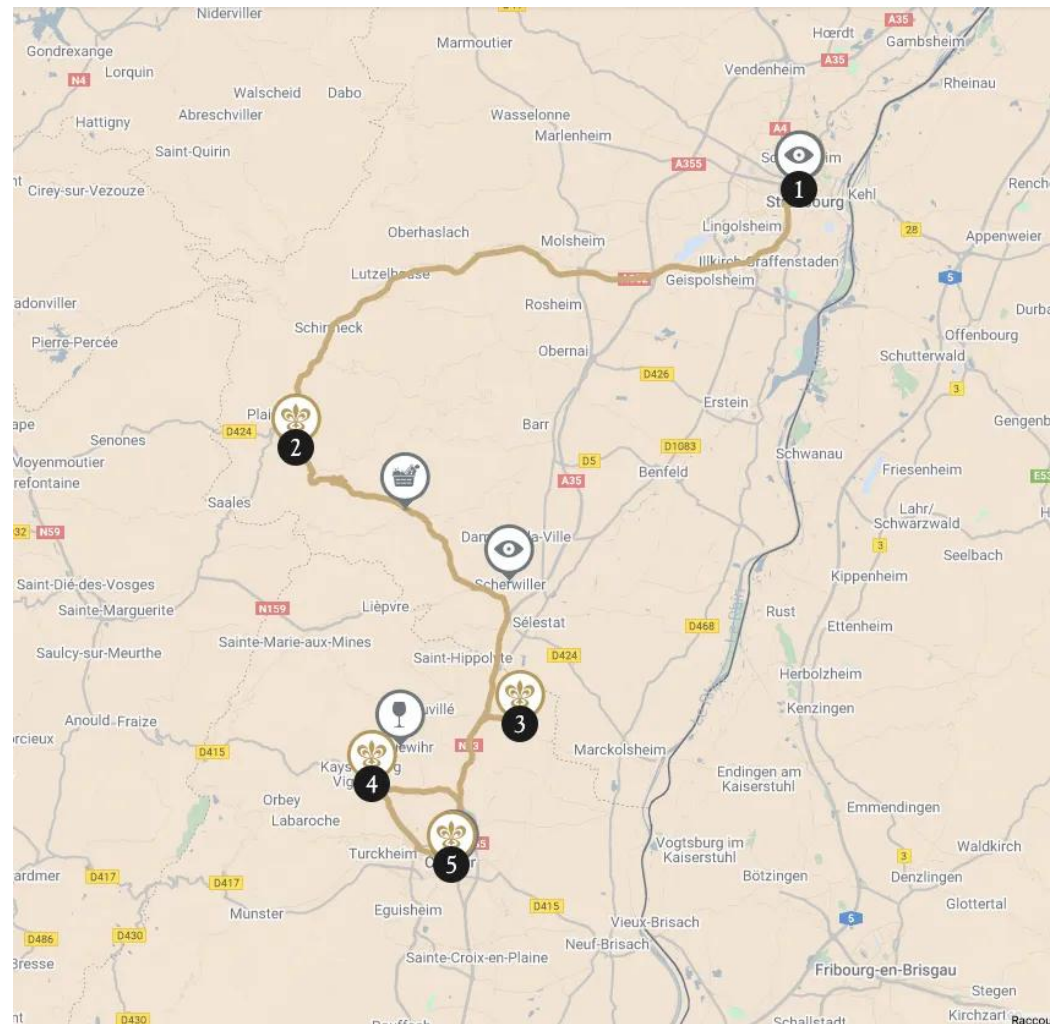 Niderviller
Hœrdt
A35
Gambsheim
Gondrexange
Marmoutier
A35
Lorquin
N4
Vendenheim
Rheinau
Walscheid
Dabo
Abreschviller
Wasselonne
Hattigny
Marlenheim
A4
Saint-Quirin
A355
Cirey-sur-Vezouze
1
Kehl
Lingolsheim
Oberhaslach
28
Appenweier
Molsheim
Illkirch-Graffenstaden
Lutzelhouse
Geispolsheim
5
Rosheim
Pierre-Percée
Offenbourg
Obernai
Schutterwald
D426
3
Erstein
Barr
D424
Senones
2
D1083
Moyenmoutier
D5
Benfeld
Schwanau
Friesenheim
A35
Saales
Lahr/
Schwarzwald
N59
3
Seelbach
Scherwiller
Kippenheim
Saint-Dié-des-Vosges
Sainte-Marguerite
N159
Lièpvre
Rust
Sélestat
D468
Ettenheim
Sainte-Marie-aux-Mines
Saulcy-sur-Meurthe
Saint-Hippolyte
D424
Herbolzheim
Kenzingen
3
Anould
Fraize
D415
Marckolsheim
Endingen am
Kaiserstuhl
4
Orbey
Emmendingen
Labaroche
Vogtsburg im
Kaiserstuhl
Waldkirch
Turckheim
5
3
D417
D417
Bötzingen
Denzlingen
Munster
Eguisheim
D415
Glottertal
Vieux-Brisach
5
D486
D430
Neuf-Brisach
Sainte-Croix-en-Plaine
Fribourg-en-Brisgau
Stegen
D430
Schallstadt